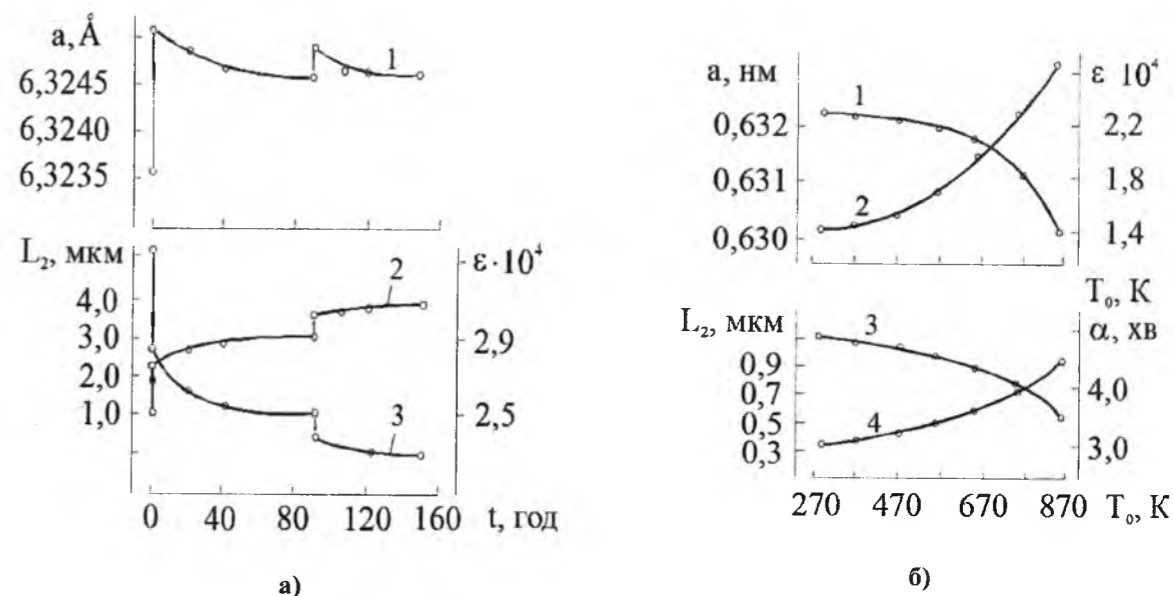 a, Å
6,3245
6,3240
6,3235
1
L₂, мкм
4,0
3,0
2,0
1,0
ε·10⁴
2,9
2,5
2
3
0 40 80 120 160 t, год
а)
a, нм
0,632
0,631
0,630
ε 10⁴
2,2
1,8
1,4
1
2
T₀, К
L₂, мкм
0,9
0,7
0,5
0,3
α, хв
4,0
3,0
3
4
270 470 670 870 T₀, К
б)